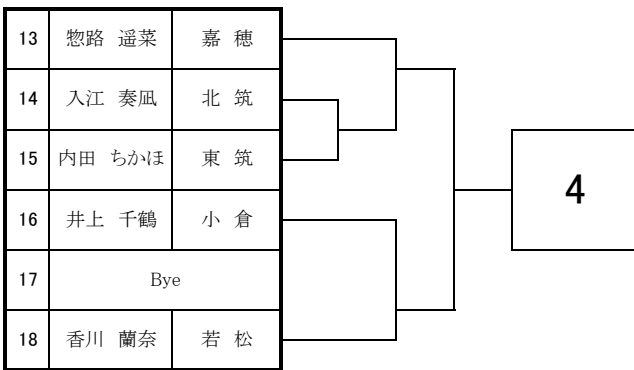 13 惣路 遥菜 嘉 穂
14 入江 奏凪 北 筑
15 内田 ちかほ 東 筑
16 井上 千鶴 小 倉
17 Bye
18 香川 蘭奈 若 松
4